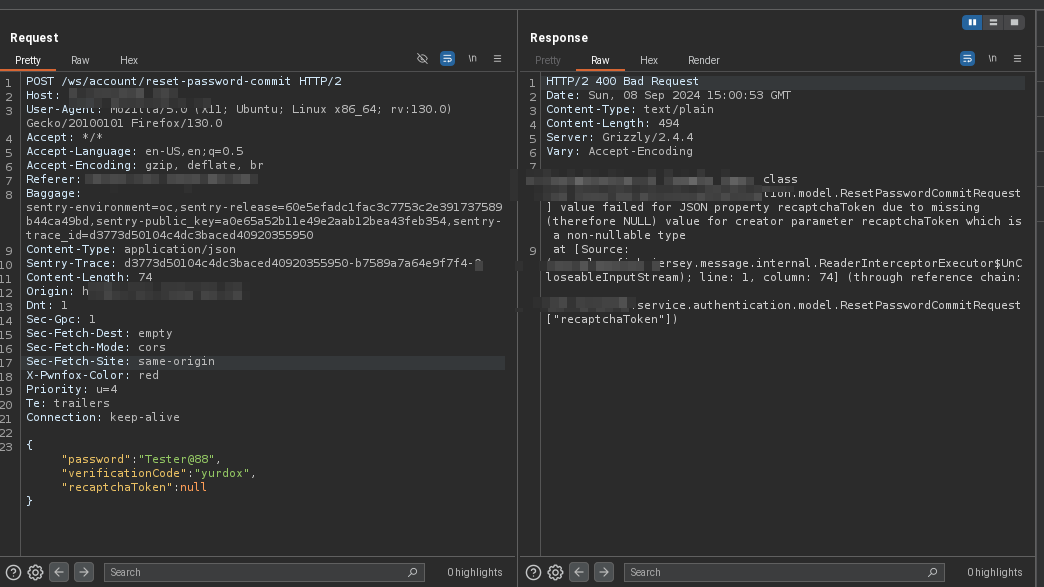 Request
Pretty Raw Hex
\n
1 POST /ws/account/reset-password-commit HTTP/2
2 Host:
3 User-Agent: Mozilla/5.0 (X11; Ubuntu; Linux x86_64; rv:130.0)
Gecko/20100101 Firefox/130.0
4 Accept: */*
5 Accept-Language: en-US,en;q=0.5
6 Accept-Encoding: gzip, deflate, br
7 Referer:
8 Baggage:
sentry-environment=oc,sentry-release=60e5efadc1fac3c7753c2e391737589
b44ca49bd,sentry-public_key=a0e65a52b11e49e2aab12bea43feb354,sentry-
trace_id=d3773d50104c4dc3baced40920355950
9 Content-Type: application/json
10 Sentry-Trace: d3773d50104c4dc3baced40920355950-b7589a7a64e9f7f4-
11 Content-Length: 74
12 Origin: h
13 Dnt: 1
14 Sec-Gpc: 1
15 Sec-Fetch-Dest: empty
16 Sec-Fetch-Mode: cors
17 Sec-Fetch-Site: same-origin
18 X-Pwnfox-Color: red
19 Priority: u=4
20 Te: trailers
21 Connection: keep-alive
22
23 {
"password":"Tester@88",
"verificationCode":"yurdox",
"recaptchaToken":null
}
Search
0 highlights
Response
Pretty Raw Hex Render
\n
1 HTTP/2 400 Bad Request
2 Date: Sun, 08 Sep 2024 15:00:53 GMT
3 Content-Type: text/plain
4 Content-Length: 494
5 Server: Grizzly/2.4.4
6 Vary: Accept-Encoding
7
class
tion.model.ResetPasswordCommitRequest
] value failed for JSON property recaptchaToken due to missing
(therefore NULL) value for creator parameter recaptchaToken which is
a non-nullable type
9 at [Source:
ersey.message.internal.ReaderInterceptorExecutor$UnC
loseableInputStream); line: 1, column: 74] (through reference chain:
.service.authentication.model.ResetPasswordCommitRequest
["recaptchaToken"])
Search
0 highlights